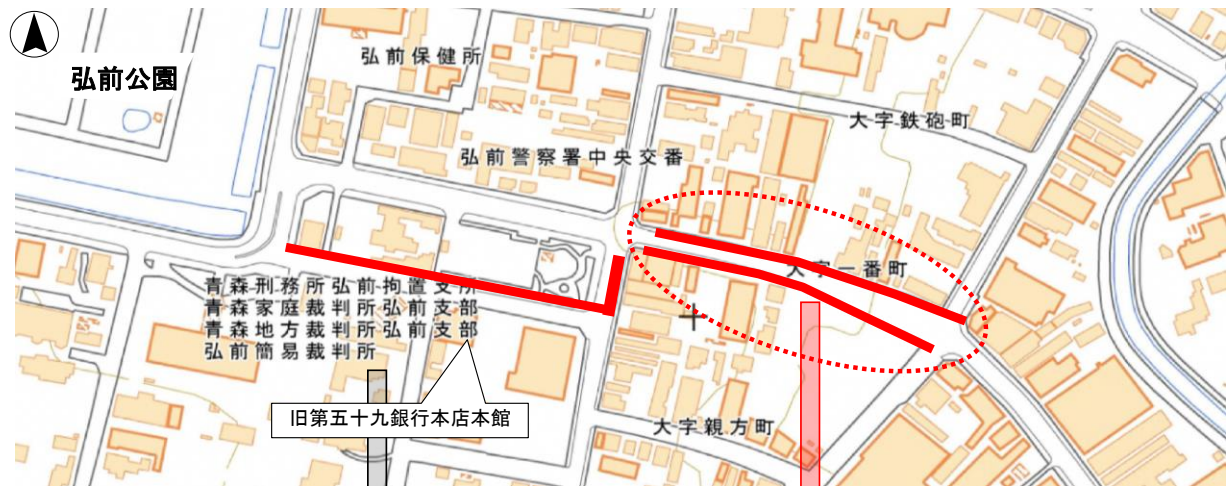 弘前保健所
弘前公園
大字鉄砲町
弘前警察署中央交番
大字一番町
青森刑務所弘前拘置支所
青森家庭裁判所弘前支部
青森地方裁判所弘前支部
弘前簡易裁判所
旧第五十九銀行本店本館
大字親方町